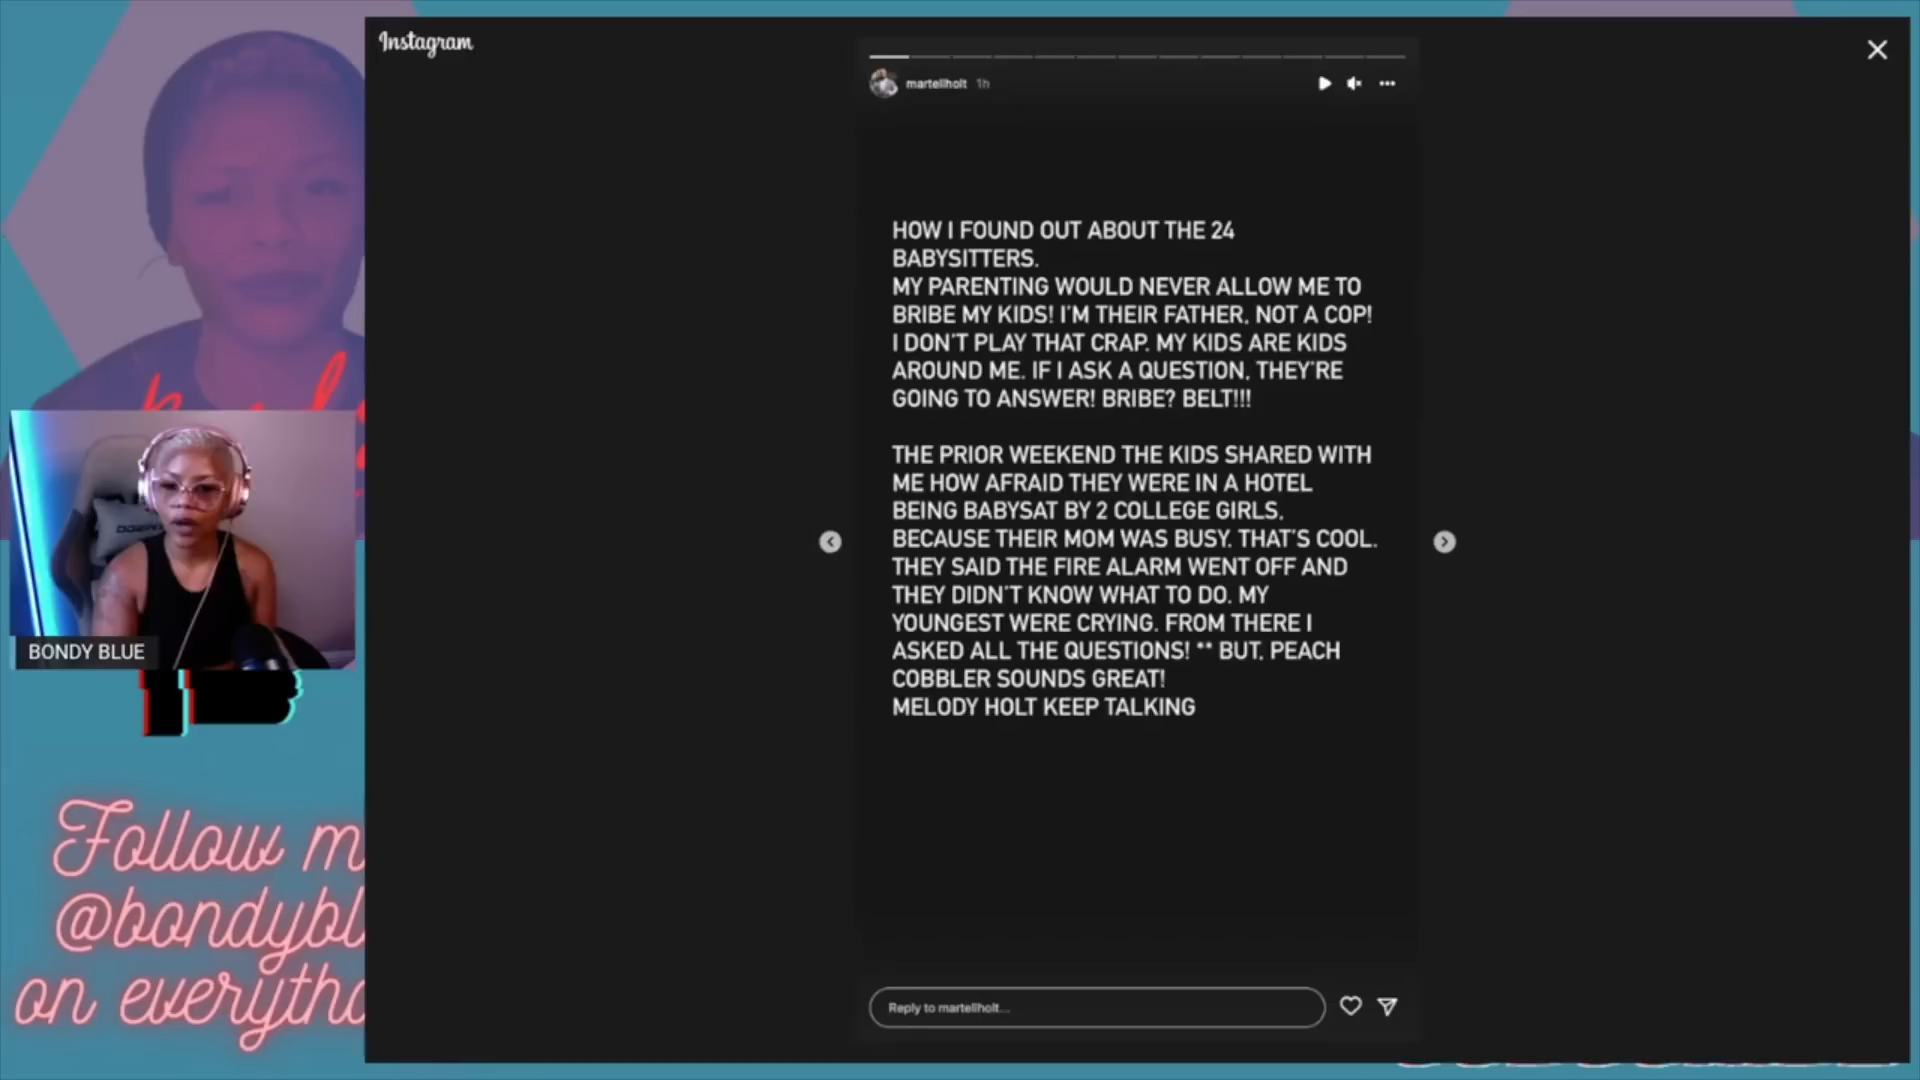 Instagram
martellholt 1h
HOW I FOUND OUT ABOUT THE 24
BABYSITTERS.
MY PARENTING WOULD NEVER ALLOW ME TO
BRIBE MY KIDS! I'M THEIR FATHER, NOT A COP!
I DON'T PLAY THAT CRAP. MY KIDS ARE KIDS
AROUND ME. IF I ASK A QUESTION, THEY'RE
GOING TO ANSWER! BRIBE? BELT!!!
THE PRIOR WEEKEND THE KIDS SHARED WITH
ME HOW AFRAID THEY WERE IN A HOTEL
BEING BABYSAT BY 2 COLLEGE GIRLS,
BECAUSE THEIR MOM WAS BUSY. THAT'S COOL.
THEY SAID THE FIRE ALARM WENT OFF AND
THEY DIDN'T KNOW WHAT TO DO. MY
YOUNGEST WERE CRYING. FROM THERE I
ASKED ALL THE QUESTIONS! ** BUT, PEACH
COBBLER SOUNDS GREAT!
MELODY HOLT KEEP TALKING
Reply to martellholt...
BONDY BLUE
Follow m
@bondybl
on everyth